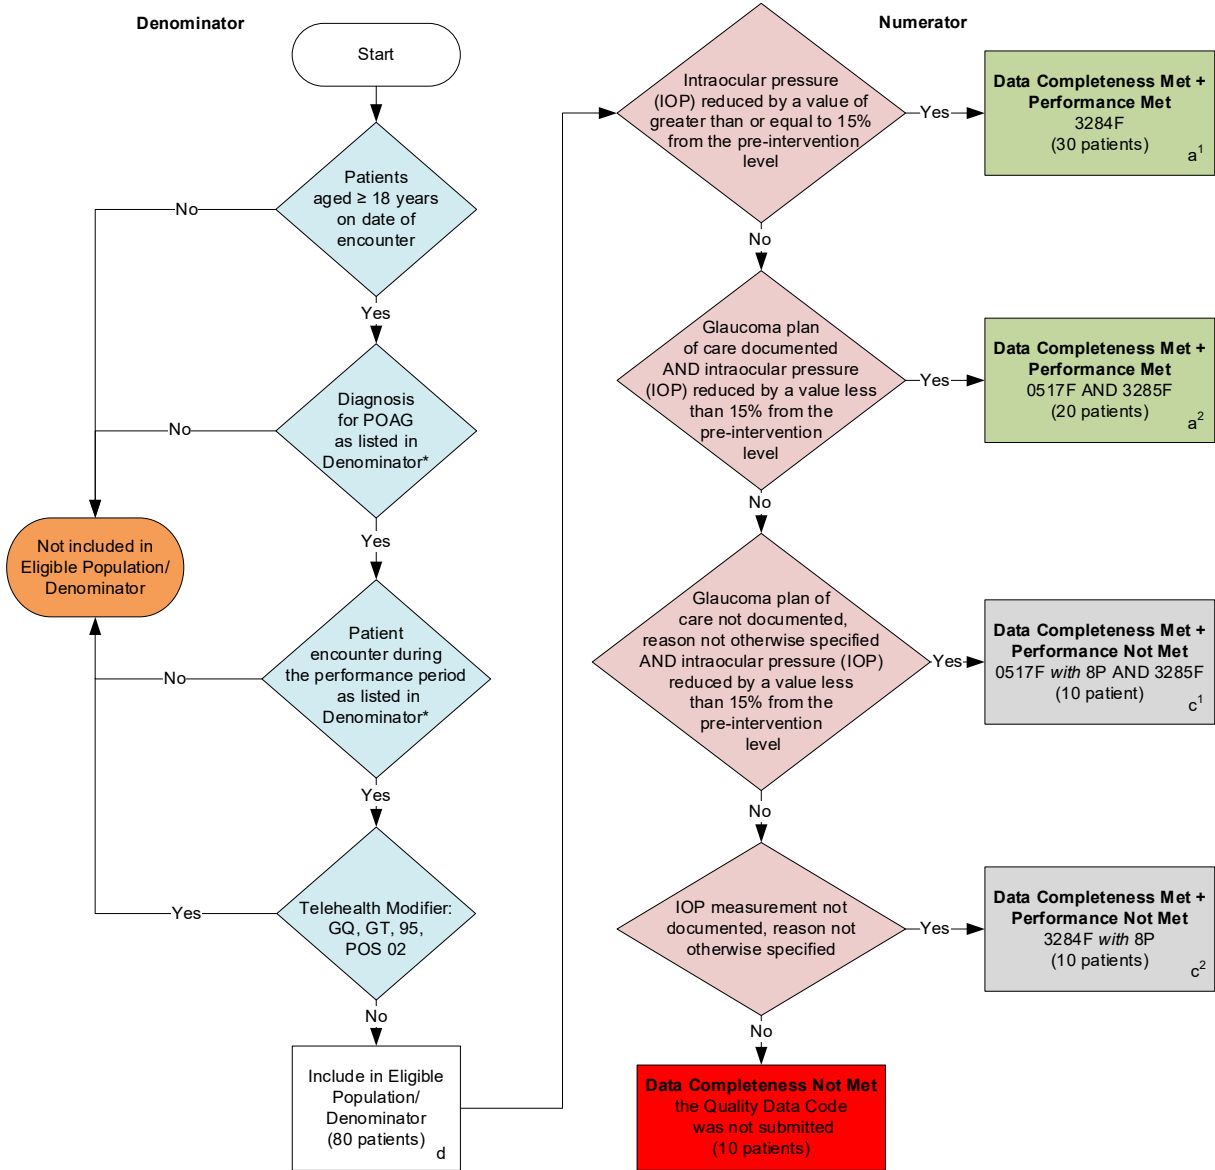 Denominator
Start
Patients
aged ≥ 18 years
on date of
encounter
No
Yes
Diagnosis
for POAG
as listed in
Denominator*
No
Yes
Not included in
Eligible Population/
Denominator
Patient
encounter during
the performance period
as listed in
Denominator*
No
Yes
Telehealth Modifier:
GQ, GT, 95,
POS 02
Yes
No
Include in Eligible
Population/
Denominator
(80 patients)
d
Numerator
Intraocular pressure
(IOP) reduced by a value of
greater than or equal to 15%
from the pre-intervention
level
Yes
Data Completeness Met +
Performance Met
3284F
(30 patients)
a1
No
Glaucoma plan
of care documented
AND intraocular pressure
(IOP) reduced by a value less
than 15% from the
pre-intervention
level
Yes
Data Completeness Met +
Performance Met
0517F AND 3285F
(20 patients)
a2
No
Glaucoma plan of
care not documented,
reason not otherwise specified
AND intraocular pressure (IOP)
reduced by a value less
than 15% from the
pre-intervention
level
Yes
Data Completeness Met +
Performance Not Met
0517F with 8P AND 3285F
(10 patient)
c1
No
IOP measurement not
documented, reason not
otherwise specified
Yes
Data Completeness Met +
Performance Not Met
3284F with 8P
(10 patients)
c2
No
Data Completeness Not Met
the Quality Data Code
was not submitted
(10 patients)